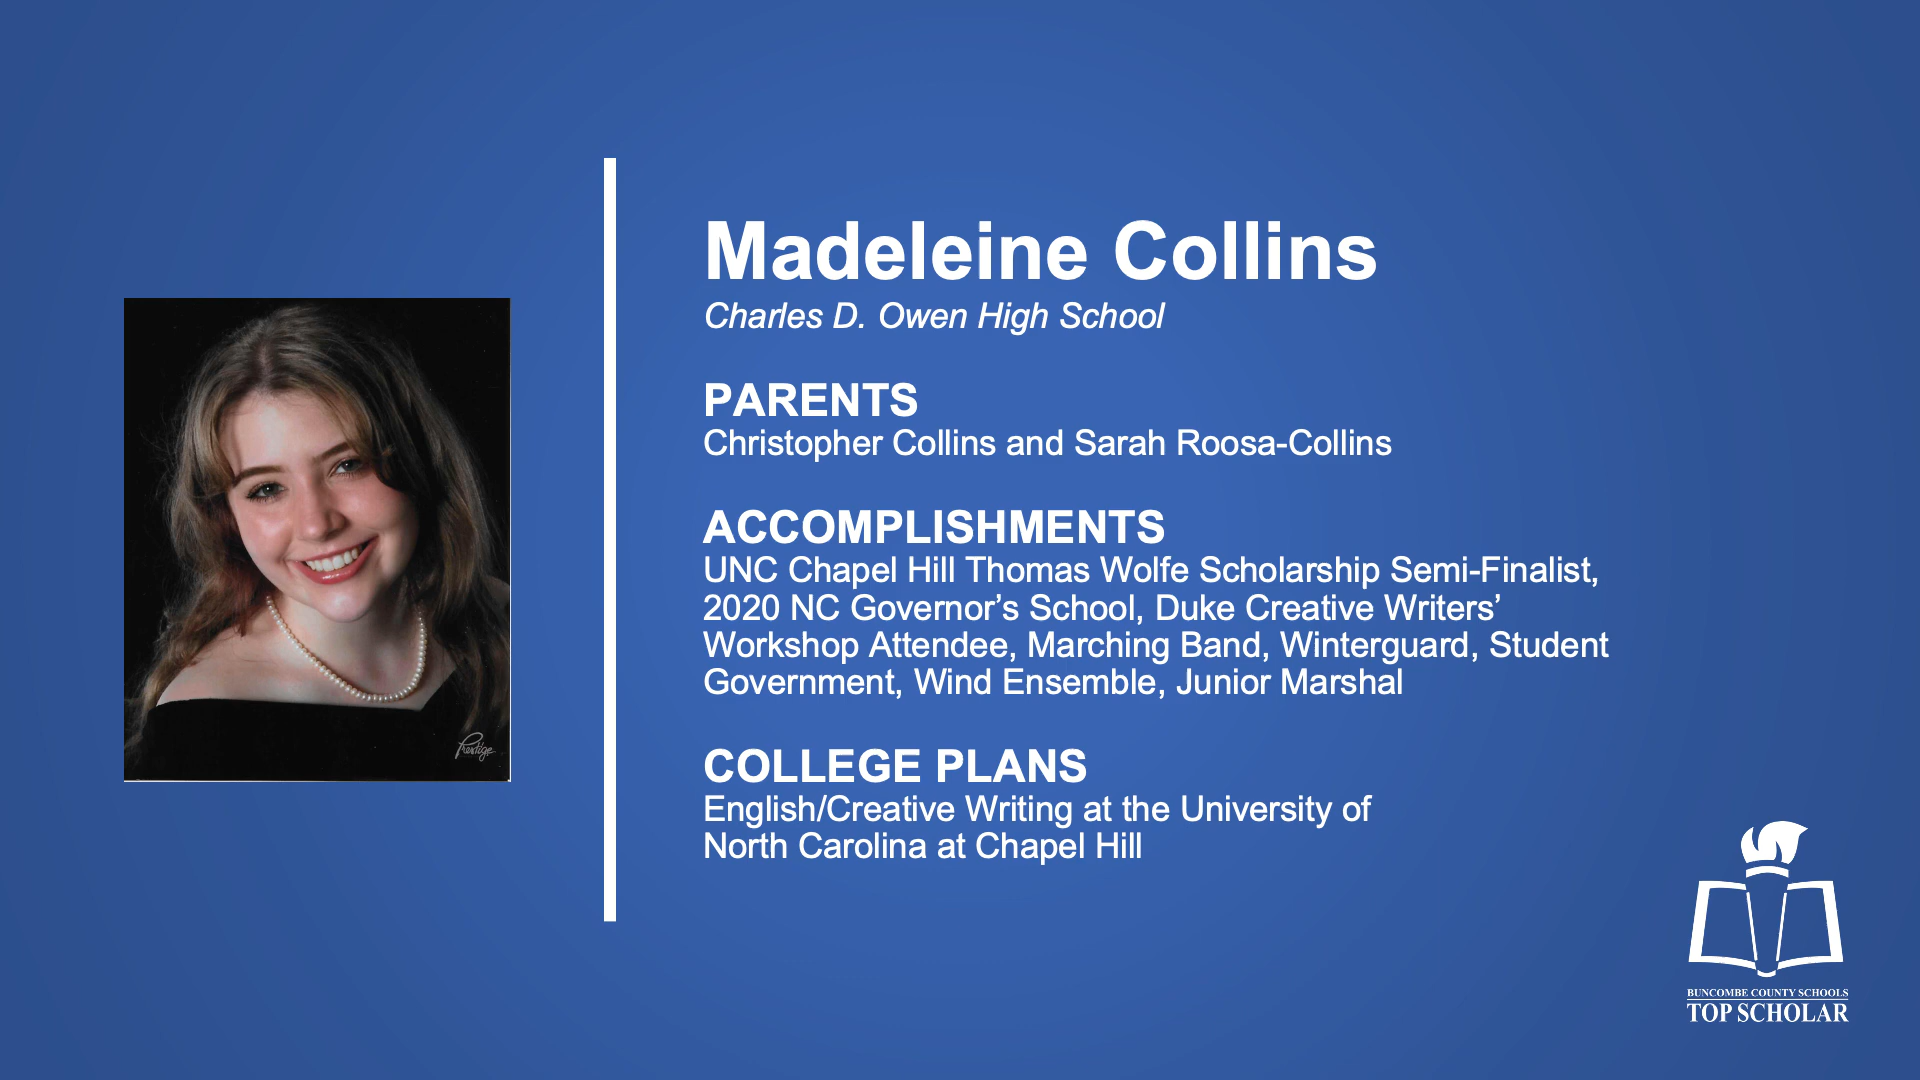 Madeleine Collins
Charles D. Owen High School
PARENTS
Christopher Collins and Sarah Roosa-Collins
ACCOMPLISHMENTS
UNC Chapel Hill Thomas Wolfe Scholarship Semi-Finalist,
2020 NC Governor’s School, Duke Creative Writers’
Workshop Attendee, Marching Band, Winterguard, Student
Government, Wind Ensemble, Junior Marshal
COLLEGE PLANS
English/Creative Writing at the University of
North Carolina at Chapel Hill
Prestige
BUNCOMBE COUNTY SCHOOLS
TOP SCHOLAR